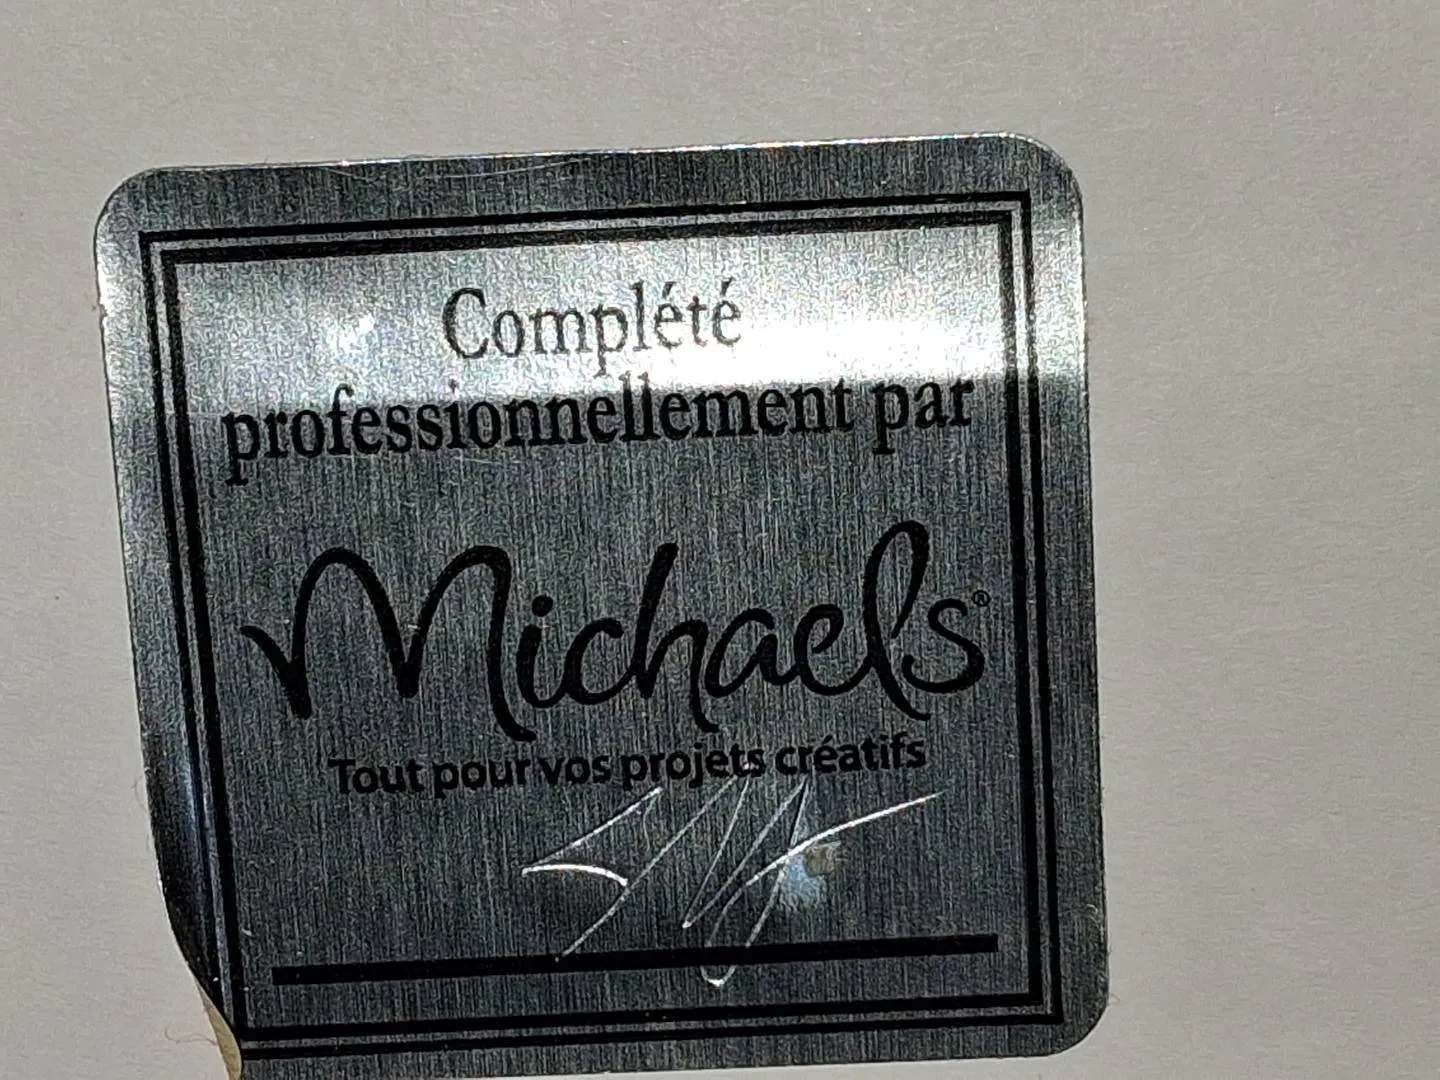 Complété
professionnellement par
Michaels®
Tout pour vos projets créatifs